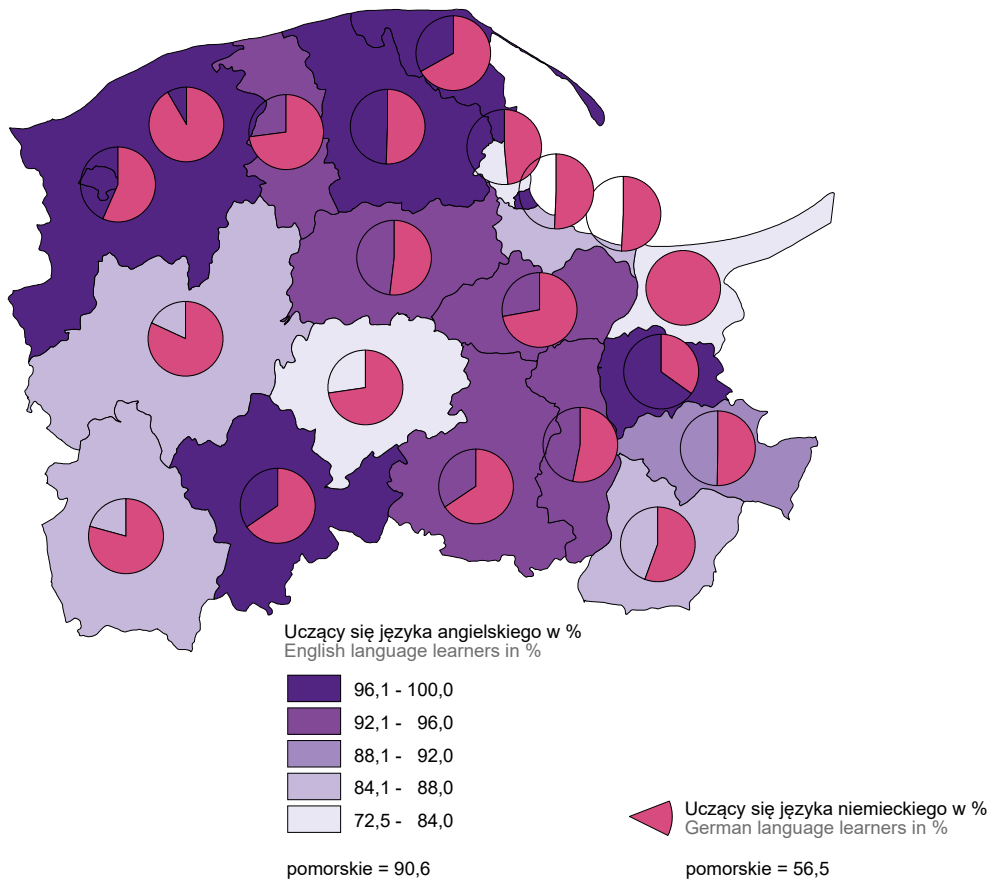 Uczący się języka angielskiego w %
English language learners in %
96,1 - 100,0
92,1 - 96,0
88,1 - 92,0
84,1 - 88,0
72,5 - 84,0
pomorskie = 90,6
Uczący się języka niemieckiego w %
German language learners in %
pomorskie = 56,5